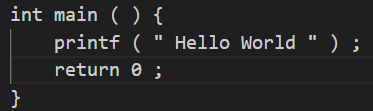 int main ( ) {
    printf ( " Hello World " ) ;
    return 0 ;
}